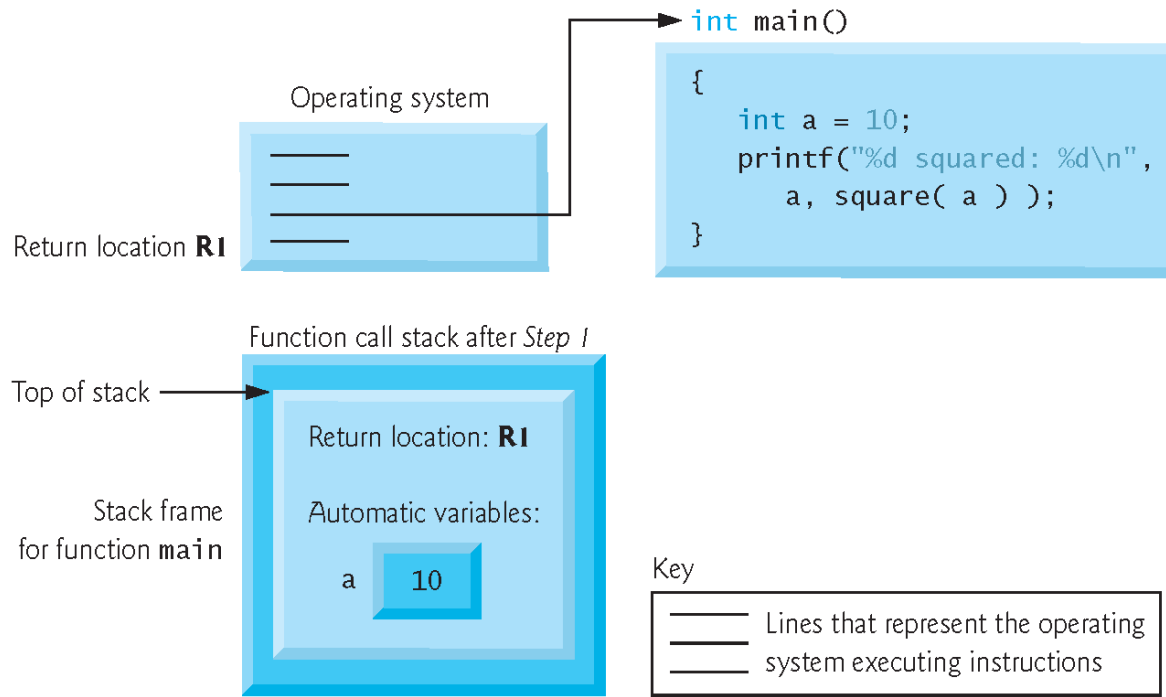 int main()
{
int a = 10;
printf("%d squared: %d\n",
a, square( a ) );
}
Operating system
Return location R1
Function call stack after Step 1
Top of stack
Return location: R1
Stack frame
for function main
Automatic variables:
a 10
Key
Lines that represent the operating
system executing instructions